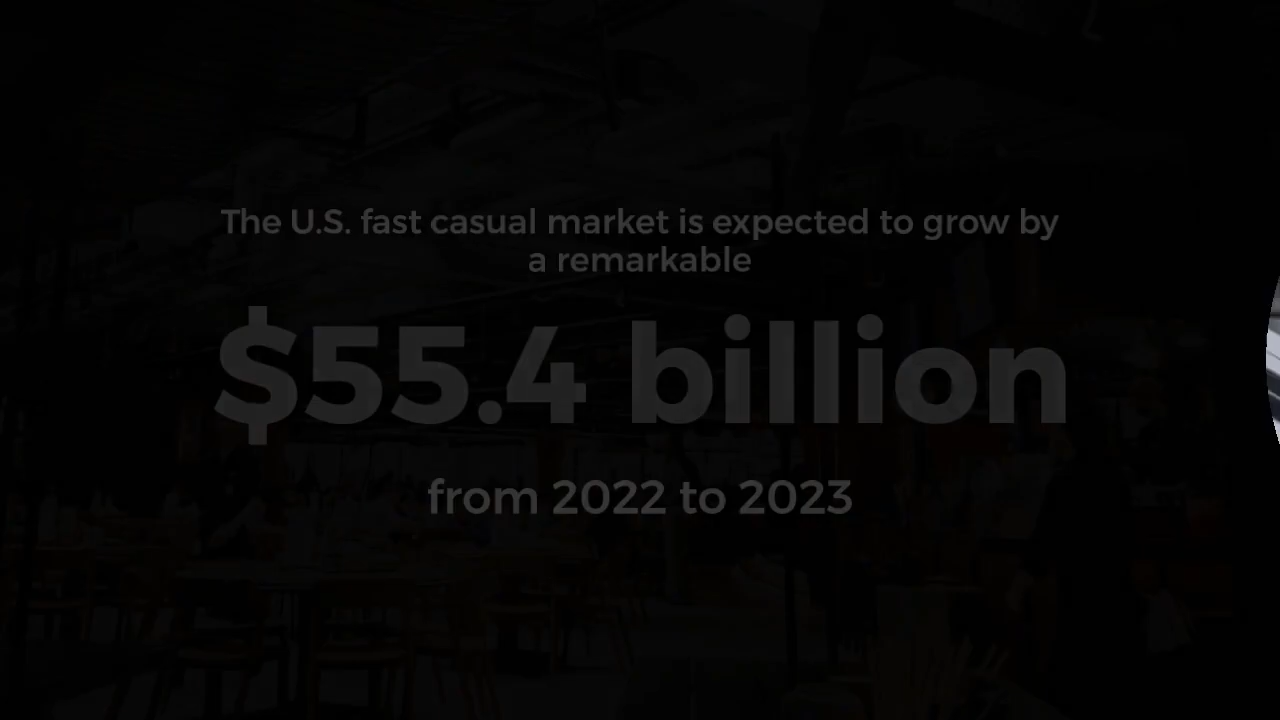 The U.S. fast casual market is expected to grow by
a remarkable
$55.4 billion
from 2022 to 2023